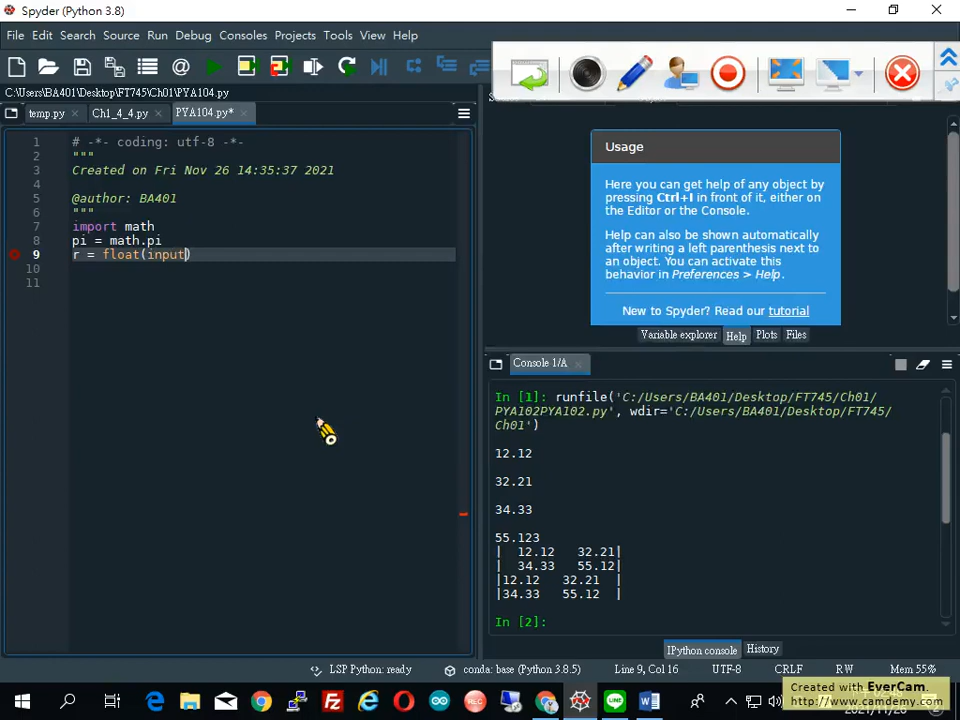 Spyder (Python 3.8)
File Edit Search Source Run Debug Consoles Projects Tools View Help
C:\Users\BA401\Desktop\FT745\Ch01\PYA104.py
temp.py Ch1_4_4.py PYA104.py*
1 # -*- coding: utf-8 -*-
2 """
3 Created on Fri Nov 26 14:35:37 2021
4
5 @author: BA401
6 """
7 import math
8 pi = math.pi
9 r = float(input)
10
11
Usage
Here you can get help of any object by
pressing Ctrl+I in front of it, either on
the Editor or the Console.
Help can also be shown automatically
after writing a left parenthesis next to
an object. You can activate this
behavior in Preferences > Help.
New to Spyder? Read our tutorial
Variable explorer Help Plots Files
Console 1/A
In [1]: runfile('C:/Users/BA401/Desktop/FT745/Ch01/
PYA102PYA102.py', wdir='C:/Users/BA401/Desktop/FT745/
Ch01')
12.12
32.21
34.33
55.123
|   12.12   32.21|
|   34.33   55.12|
|12.12   32.21   |
|34.33   55.12   |
In [2]:
IPython console History
LSP Python: ready conda: base (Python 3.8.5) Line 9, Col 16 UTF-8 CRLF RW Mem 55%
REC
LINE
Created with EverCam.
http://www.camdemy.com